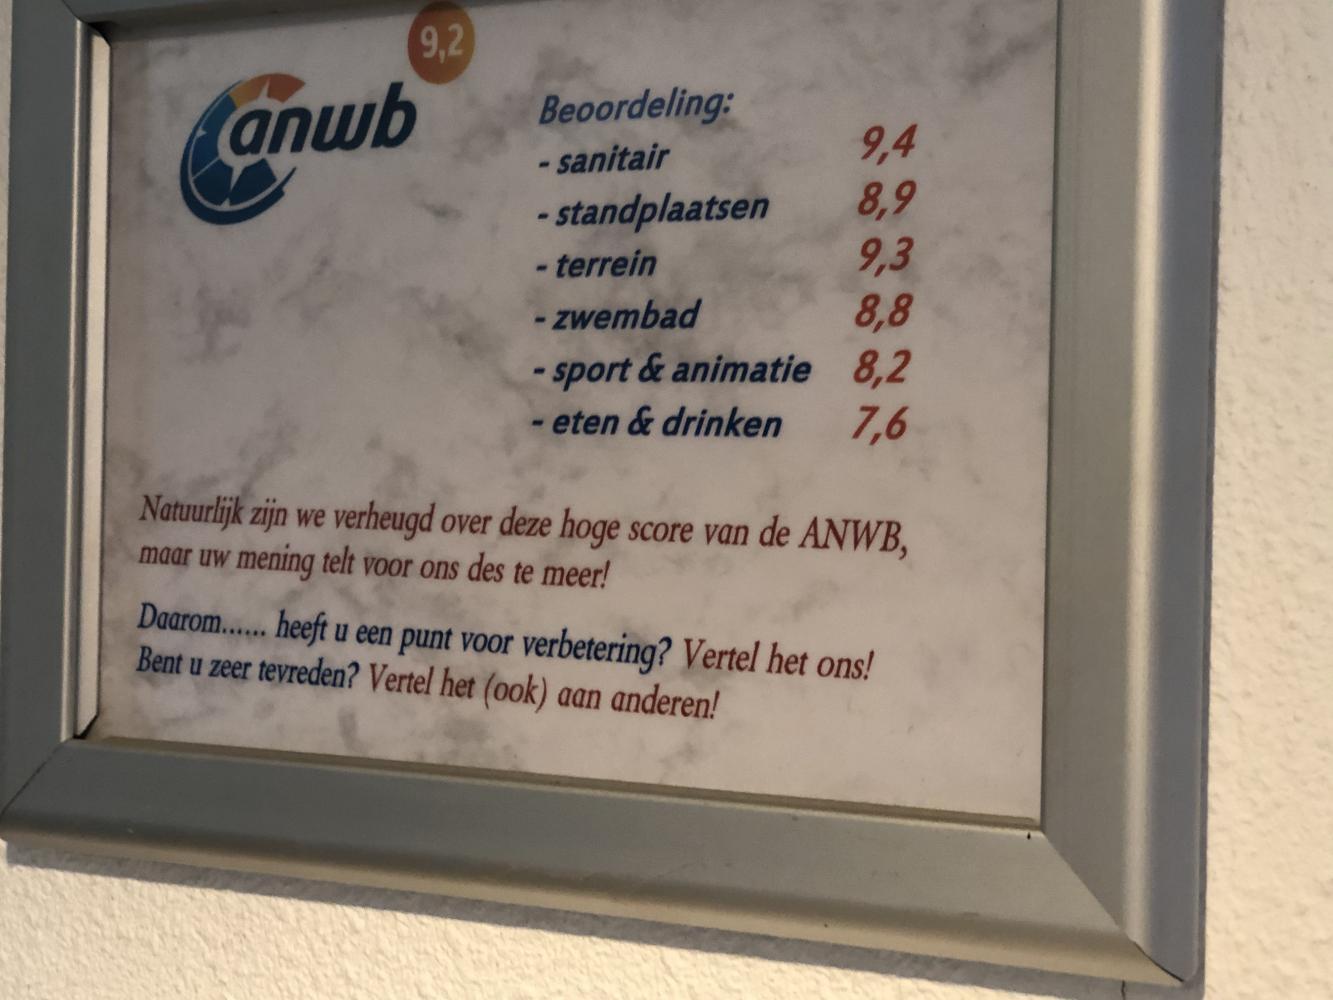 9,2
anwb
Beoordeling:
- sanitair 9,4
- standplaatsen 8,9
- terrein 9,3
- zwembad 8,8
- sport & animatie 8,2
- eten & drinken 7,6
Natuurlijk zijn we verheugd over deze hoge score van de ANWB,
maar uw mening telt voor ons des te meer!
Daarom...... heeft u een punt voor verbetering? Vertel het ons!
Bent u zeer tevreden? Vertel het (ook) aan anderen!